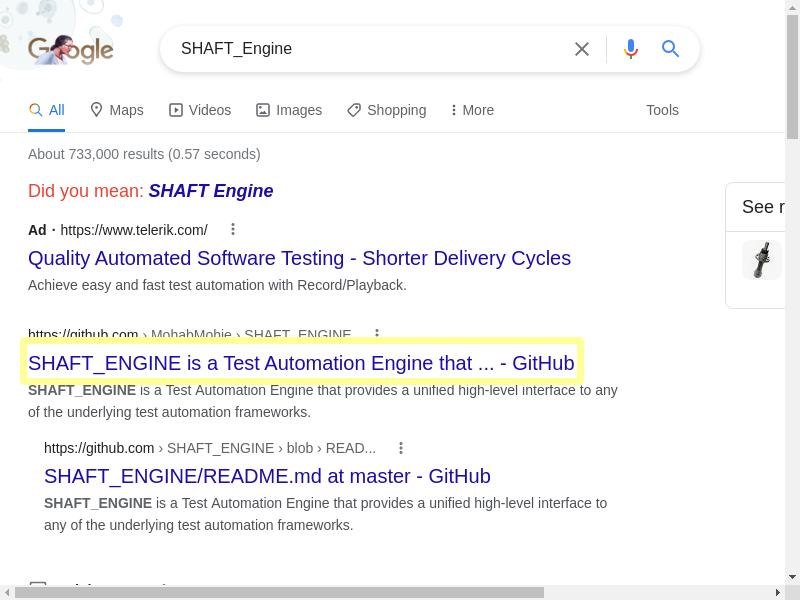 Google
SHAFT_Engine
All Maps Videos Images Shopping More Tools
About 733,000 results (0.57 seconds)
Did you mean: SHAFT Engine
See r
Ad · https://www.telerik.com/
Quality Automated Software Testing - Shorter Delivery Cycles
Achieve easy and fast test automation with Record/Playback.
https://github.com › MohabMohie › SHAFT_ENGINE
SHAFT_ENGINE is a Test Automation Engine that ... - GitHub
SHAFT_ENGINE is a Test Automation Engine that provides a unified high-level interface to any
of the underlying test automation frameworks.
https://github.com › SHAFT_ENGINE › blob › READ...
SHAFT_ENGINE/README.md at master - GitHub
SHAFT_ENGINE is a Test Automation Engine that provides a unified high-level interface to
any of the underlying test automation frameworks.